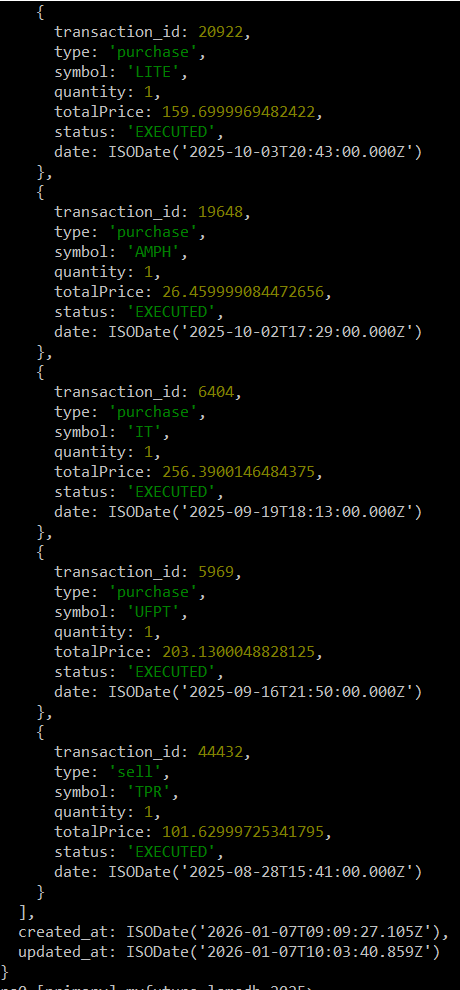 {
transaction_id: 20922,
type: 'purchase',
symbol: 'LITE',
quantity: 1,
totalPrice: 159.6999969482422,
status: 'EXECUTED',
date: ISODate('2025-10-03T20:43:00.000Z')
},
{
transaction_id: 19648,
type: 'purchase',
symbol: 'AMPH',
quantity: 1,
totalPrice: 26.459999084472656,
status: 'EXECUTED',
date: ISODate('2025-10-02T17:29:00.000Z')
},
{
transaction_id: 6404,
type: 'purchase',
symbol: 'IT',
quantity: 1,
totalPrice: 256.3900146484375,
status: 'EXECUTED',
date: ISODate('2025-09-19T18:13:00.000Z')
},
{
transaction_id: 5969,
type: 'purchase',
symbol: 'UFPT',
quantity: 1,
totalPrice: 203.1300048828125,
status: 'EXECUTED',
date: ISODate('2025-09-16T21:50:00.000Z')
},
{
transaction_id: 44432,
type: 'sell',
symbol: 'TPR',
quantity: 1,
totalPrice: 101.62999725341795,
status: 'EXECUTED',
date: ISODate('2025-08-28T15:41:00.000Z')
}
],
created_at: ISODate('2026-01-07T09:09:27.105Z'),
updated_at: ISODate('2026-01-07T10:03:40.859Z')
}